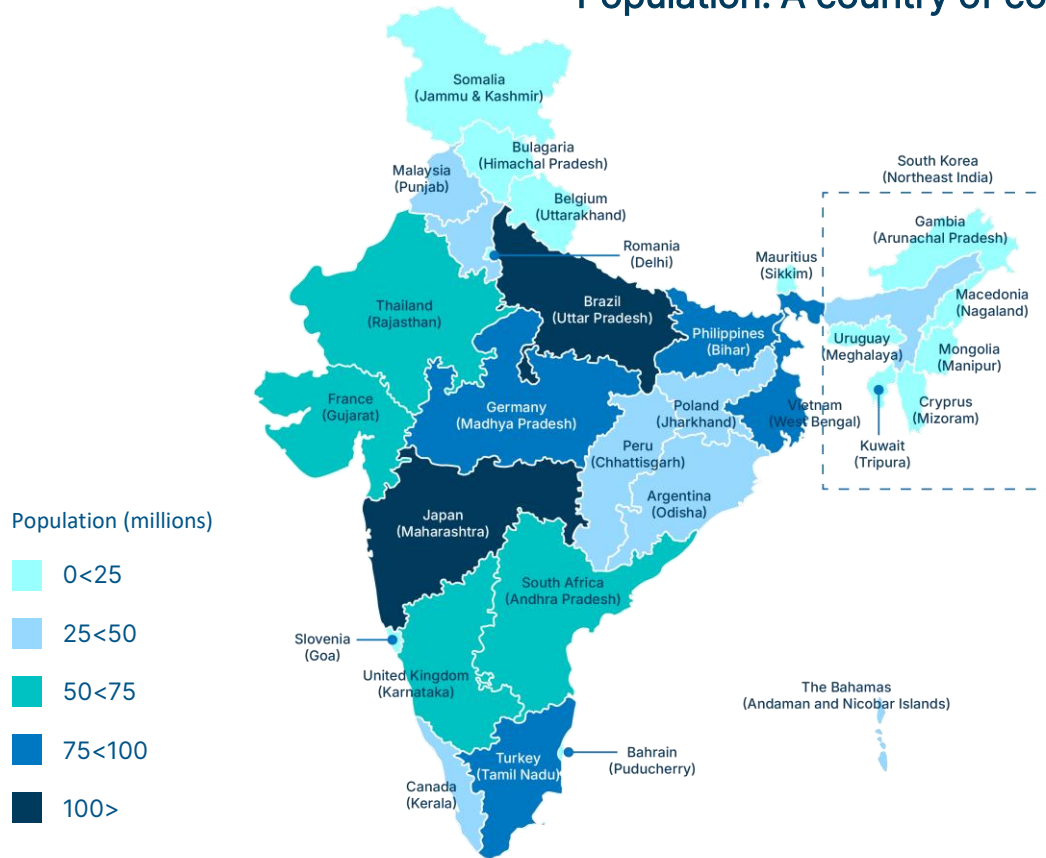 Population: A country of co
Somalia
(Jammu & Kashmir)
Bulagaria
(Himachal Pradesh)
Malaysia
(Punjab)
Belgium
(Uttarakhand)
South Korea
(Northeast India)
Gambia
(Arunachal Pradesh)
Romania
(Delhi)
Mauritius
(Sikkim)
Thailand
(Rajasthan)
Brazil
(Uttar Pradesh)
Macedonia
(Nagaland)
Philippines
(Bihar)
Uruguay
(Meghalaya)
Mongolia
(Manipur)
France
(Gujarat)
Germany
(Madhya Pradesh)
Poland
(Jharkhand)
Vietnam
(West Bengal)
Cryprus
(Mizoram)
Peru
(Chhattisgarh)
Kuwait
(Tripura)
Argentina
(Odisha)
Japan
(Maharashtra)
Population (millions)
0<25
25<50
50<75
75<100
100>
South Africa
(Andhra Pradesh)
Slovenia
(Goa)
United Kingdom
(Karnataka)
The Bahamas
(Andaman and Nicobar Islands)
Turkey
(Tamil Nadu)
Bahrain
(Puducherry)
Canada
(Kerala)